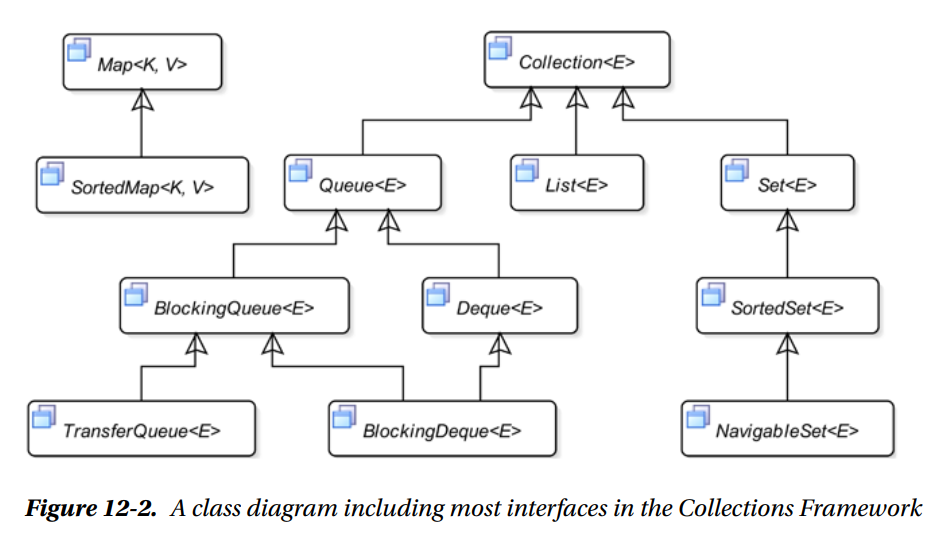 Map<K, V>
Collection<E>
SortedMap<K, V>
Queue<E>
List<E>
Set<E>
BlockingQueue<E>
Deque<E>
SortedSet<E>
TransferQueue<E>
BlockingDeque<E>
NavigableSet<E>
Figure 12-2. A class diagram including most interfaces in the Collections Framework